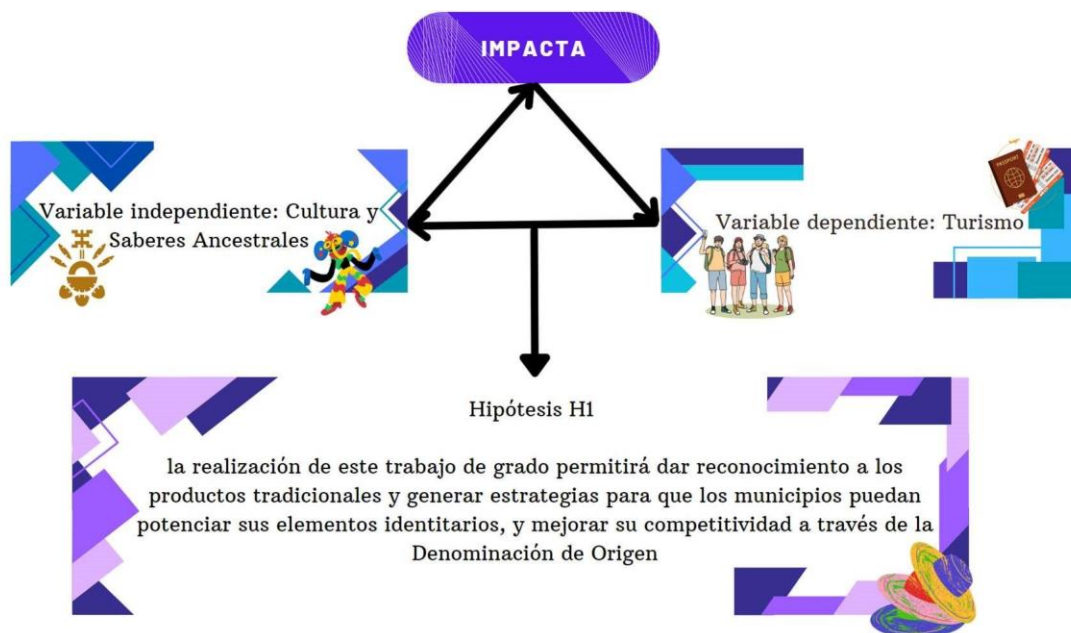 IMPACTA
Variable independiente: Cultura y
Saberes Ancestrales
Variable dependiente: Turismo
PASSPORT
Hipótesis H1
la realización de este trabajo de grado permitirá dar reconocimiento a los
productos tradicionales y generar estrategias para que los municipios puedan
potenciar sus elementos identitarios, y mejorar su competitividad a través de la
Denominación de Origen